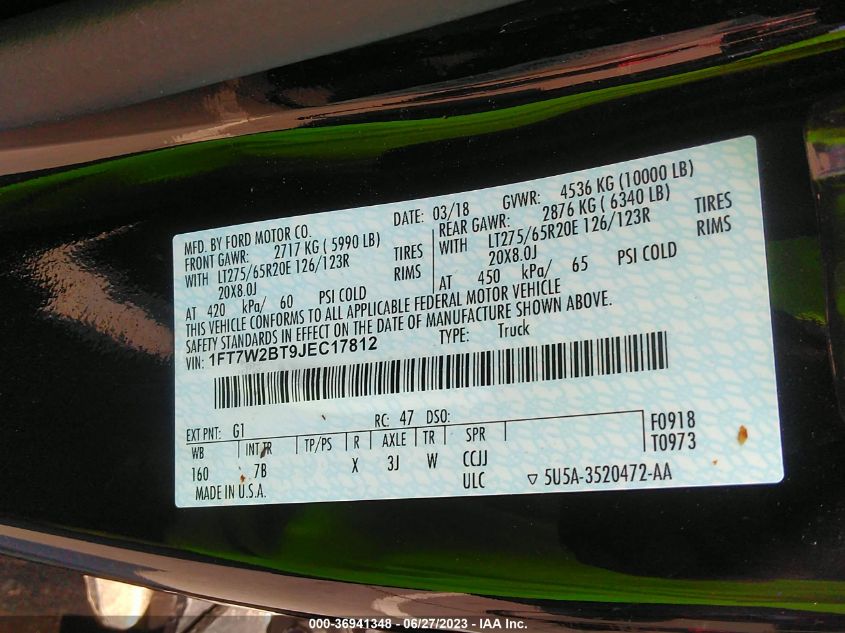 MFD. BY FORD MOTOR CO. DATE: 03/18 GVWR: 4536 KG (10000 LB)
FRONT GAWR: 2717 KG ( 5990 LB) REAR GAWR: 2876 KG ( 6340 LB)
WITH LT275/65R20E 126/123R TIRES WITH LT275/65R20E 126/123R TIRES
20X8.0J RIMS 20X8.0J RIMS
AT 420 kPa/ 60 PSI COLD AT 450 kPa/ 65 PSI COLD
THIS VEHICLE CONFORMS TO ALL APPLICABLE FEDERAL MOTOR VEHICLE
SAFETY STANDARDS IN EFFECT ON THE DATE OF MANUFACTURE SHOWN ABOVE.
VIN: 1FT7W2BT9JEC17812 TYPE: Truck
EXT PNT: G1 RC: 47 DSO: F0918
WB INT TR TP/PS R AXLE TR SPR T0973
160 7B X 3J W CCJJ
MADE IN U.S.A. ULC ▽ 5U5A-3520472-AA
000-36941348 - 06/27/2023 - IAA Inc.